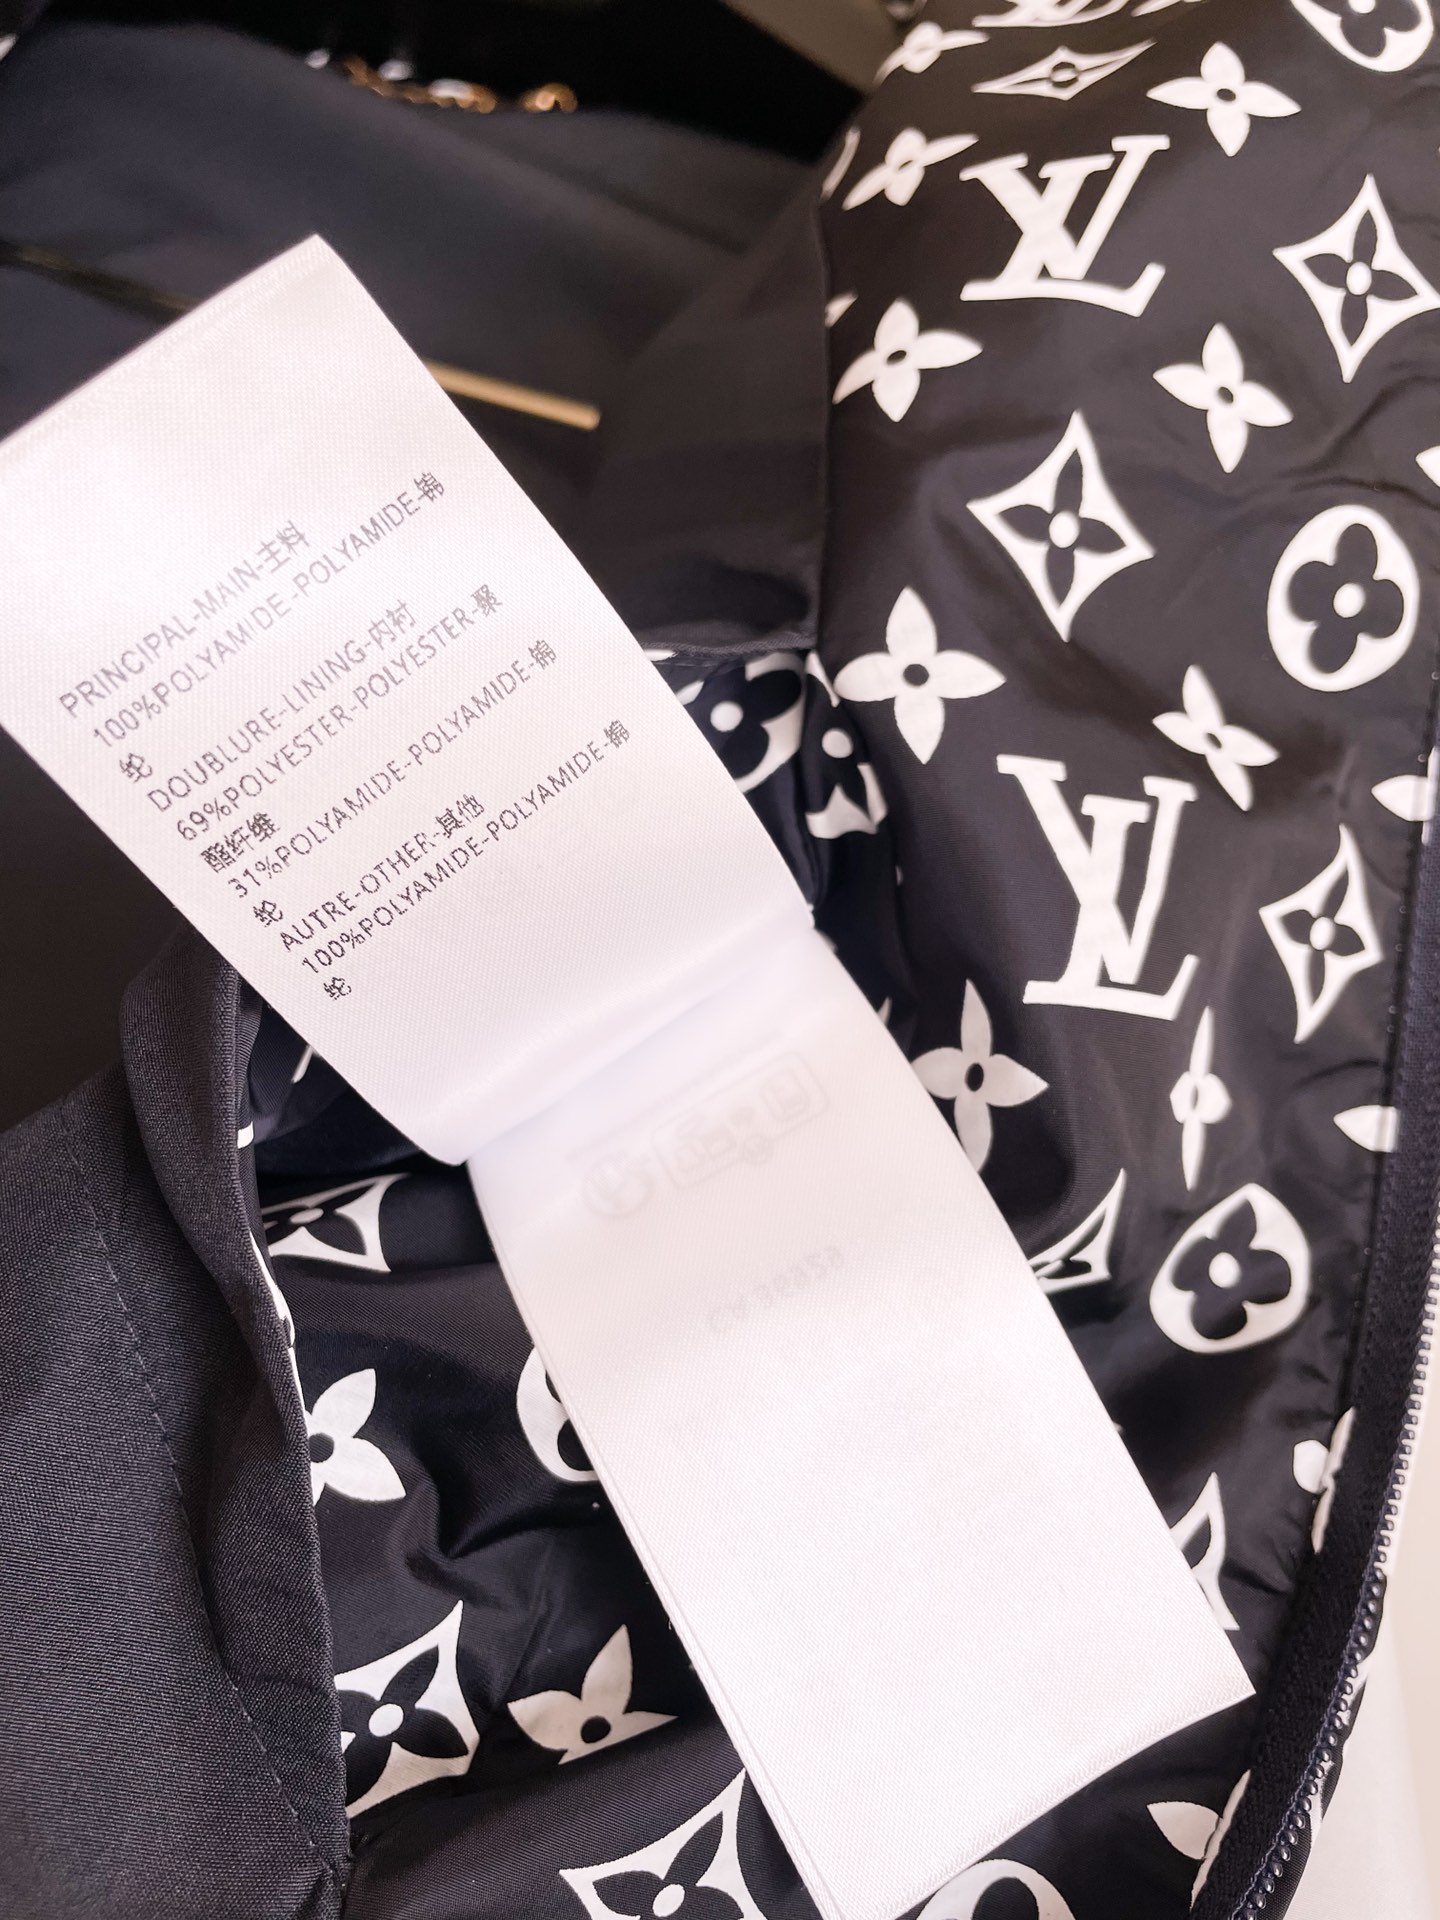 PRINCIPAL-MAIN-主料
100%POLYAMIDE-POLYAMIDE-锦
纶
DOUBLURE-LINING-内衬
69%POLYESTER-POLYESTER-聚
酯纤维
31%POLYAMIDE-POLYAMIDE-锦
纶
AUTRE-OTHER-其他
100%POLYAMIDE-POLYAMIDE-锦
纶
LV
LV